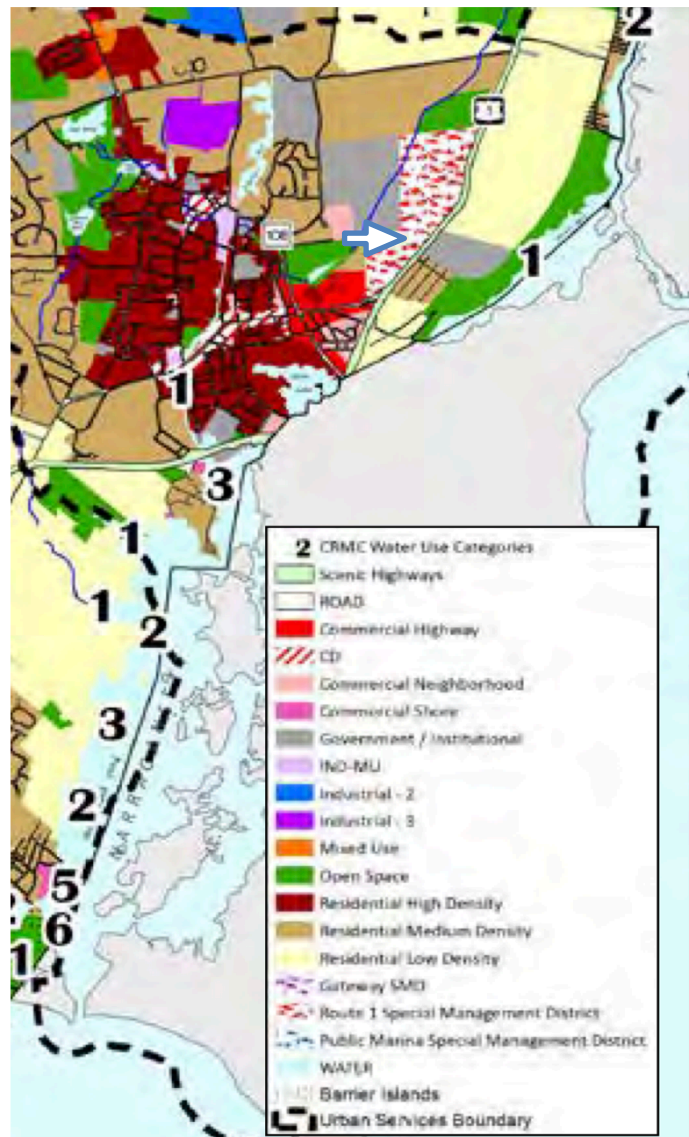 2
1
108
1
1
3
1
1
2
3
2
5
6
1
2 CRMC Water Use Categories
Scenic Highways
ROAD
Commercial Highway
CD
Commercial Neighborhood
Commercial Shore
Government / Institutional
IND-MU
Industrial - 2
Industrial - 3
Mixed Use
Open Space
Residential High Density
Residential Medium Density
Residential Low Density
Gateway SMD
Route 1 Special Management District
Public Marina Special Management District
WATER
Barrier Islands
Urban Services Boundary